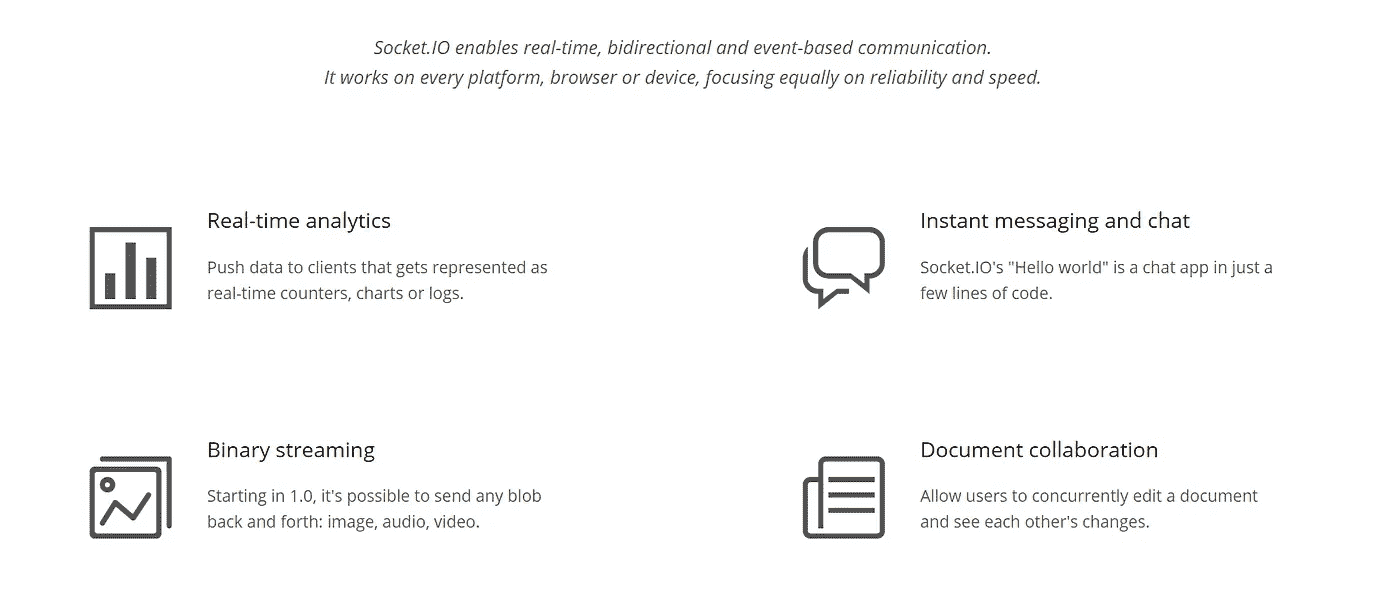 Socket.IO enables real-time, bidirectional and event-based communication.
It works on every platform, browser or device, focusing equally on reliability and speed.
Real-time analytics
Push data to clients that gets represented as
real-time counters, charts or logs.
Instant messaging and chat
Socket.IO's "Hello world" is a chat app in just a
few lines of code.
Binary streaming
Starting in 1.0, it's possible to send any blob
back and forth: image, audio, video.
Document collaboration
Allow users to concurrently edit a document
and see each other's changes.